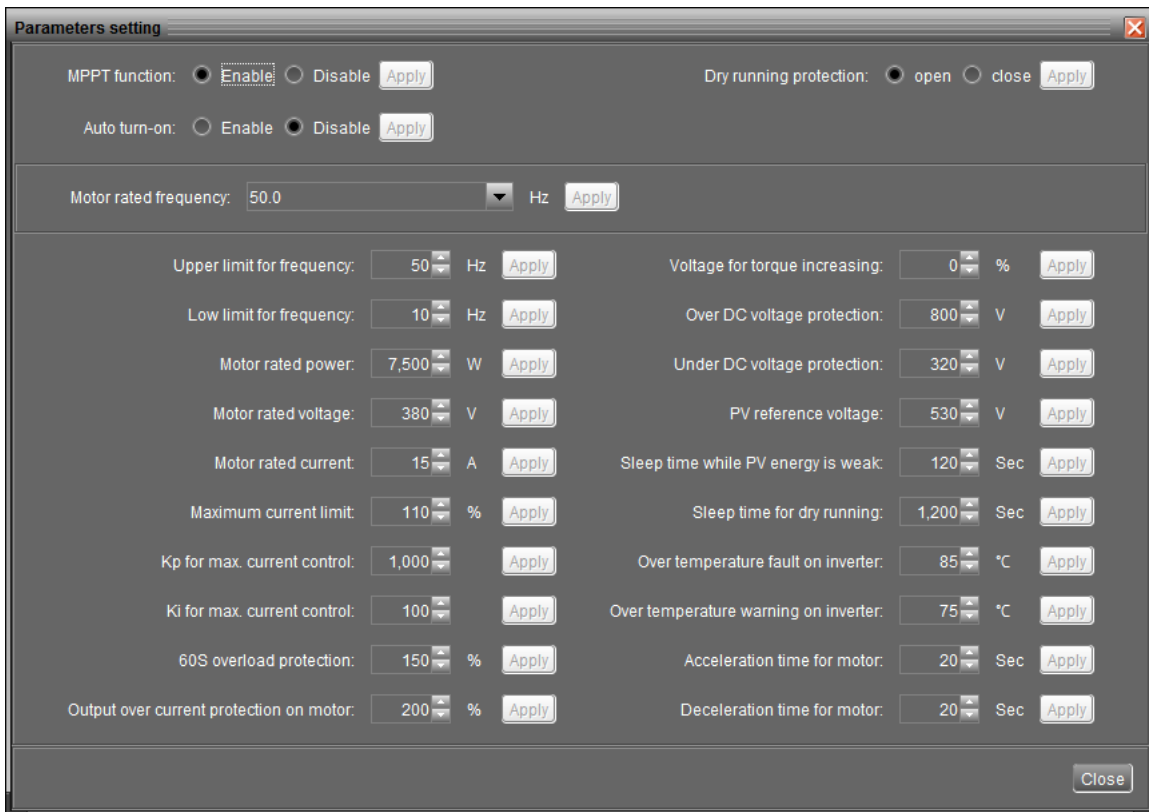 Parameters setting
MPPT function: Enable Disable Apply Dry running protection: open close Apply
Auto turn-on: Enable Disable Apply
Motor rated frequency: 50.0 Hz Apply
Upper limit for frequency: 50 Hz Apply Voltage for torque increasing: 0 % Apply
Low limit for frequency: 10 Hz Apply Over DC voltage protection: 800 V Apply
Motor rated power: 7,500 W Apply Under DC voltage protection: 320 V Apply
Motor rated voltage: 380 V Apply PV reference voltage: 530 V Apply
Motor rated current: 15 A Apply Sleep time while PV energy is weak: 120 Sec Apply
Maximum current limit: 110 % Apply Sleep time for dry running: 1,200 Sec Apply
Kp for max. current control: 1,000 Apply Over temperature fault on inverter: 85 °C Apply
Ki for max. current control: 100 Apply Over temperature warning on inverter: 75 °C Apply
60S overload protection: 150 % Apply Acceleration time for motor: 20 Sec Apply
Output over current protection on motor: 200 % Apply Deceleration time for motor: 20 Sec Apply
Close